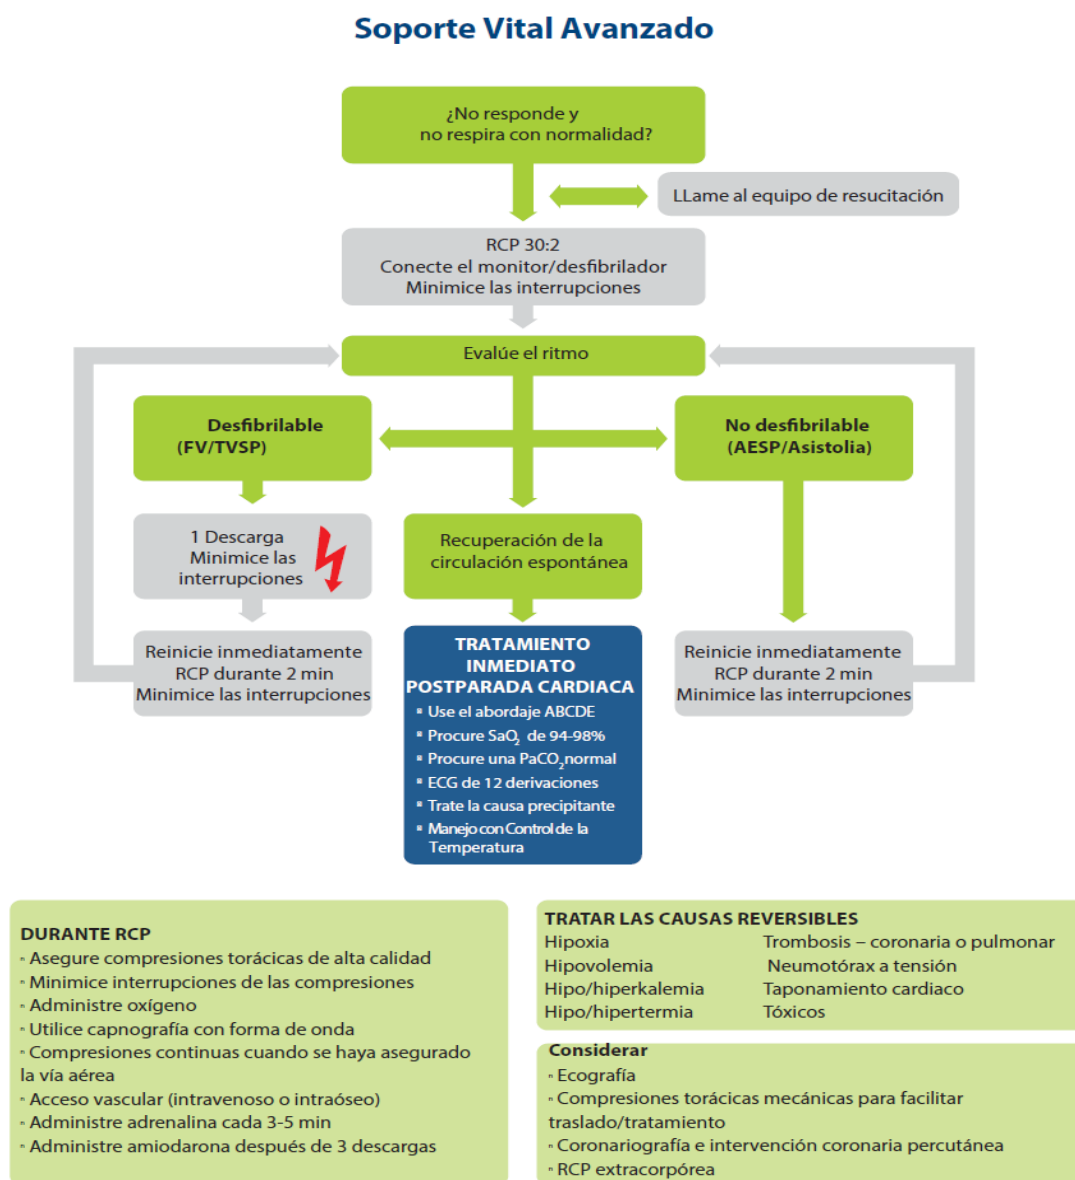 Soporte Vital Avanzado
¿No responde y
no respira con normalidad?
LLame al equipo de resucitación
RCP 30:2
Conecte el monitor/desfibrilador
Minimice las interrupciones
Evalúe el ritmo
Desfibrilable
(FV/TVSP)
No desfibrilable
(AESP/Asistolia)
1 Descarga
Minimice las
interrupciones
Recuperación de la
circulación espontánea
Reinicie inmediatamente
RCP durante 2 min
Minimice las interrupciones
TRATAMIENTO
INMEDIATO
POSTPARADA CARDIACA
▪ Use el abordaje ABCDE
▪ Procure SaO₂ de 94-98%
▪ Procure una PaCO₂normal
▪ ECG de 12 derivaciones
▪ Trate la causa precipitante
▪ Manejo con Control de la
Temperatura
Reinicie inmediatamente
RCP durante 2 min
Minimice las interrupciones
DURANTE RCP
▪ Asegure compresiones torácicas de alta calidad
▪ Minimice interrupciones de las compresiones
▪ Administre oxígeno
▪ Utilice capnografía con forma de onda
▪ Compresiones continuas cuando se haya asegurado
la vía aérea
▪ Acceso vascular (intravenoso o intraóseo)
▪ Administre adrenalina cada 3-5 min
▪ Administre amiodarona después de 3 descargas
TRATAR LAS CAUSAS REVERSIBLES
Hipoxia Trombosis – coronaria o pulmonar
Hipovolemia Neumotórax a tensión
Hipo/hiperkalemia Taponamiento cardiaco
Hipo/hipertermia Tóxicos
Considerar
▪ Ecografía
▪ Compresiones torácicas mecánicas para facilitar
traslado/tratamiento
▪ Coronariografía e intervención coronaria percutánea
▪ RCP extracorpórea